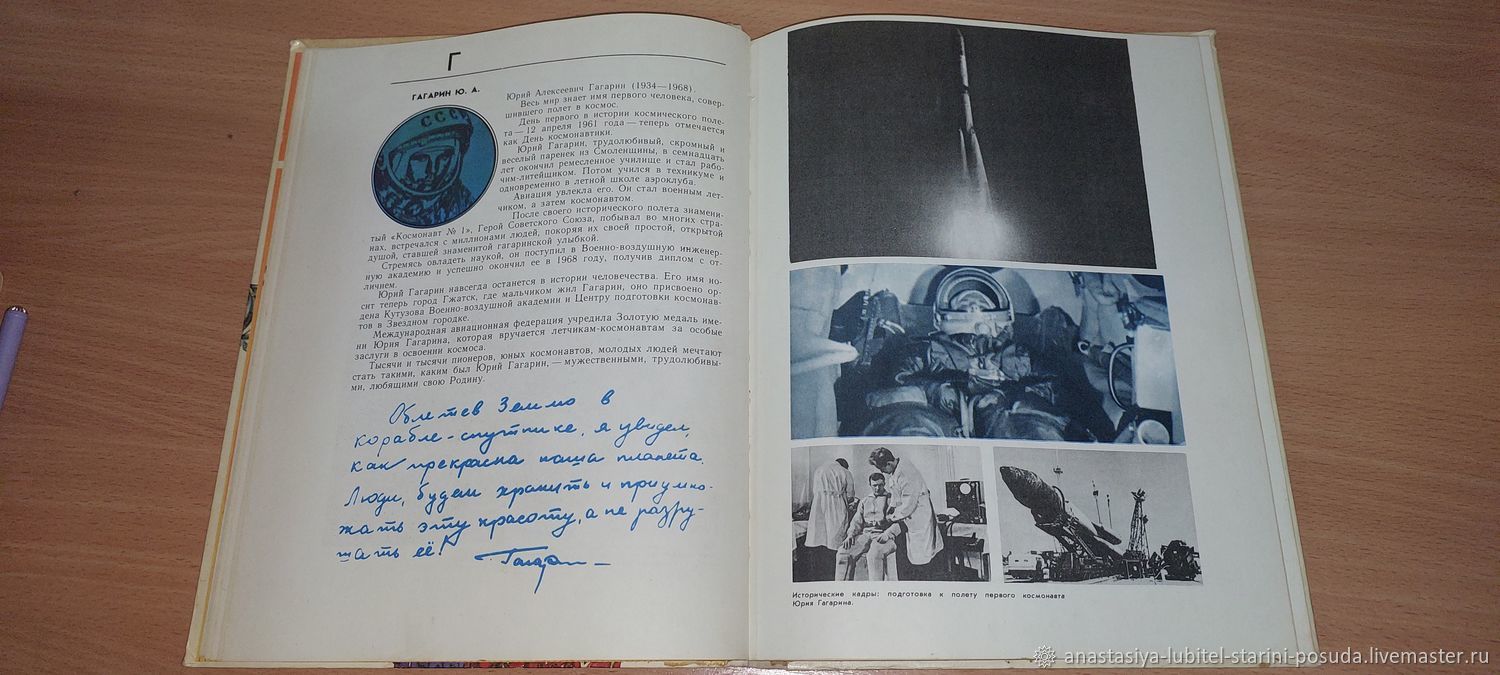 Г
ГАГАРИН Ю. А.
СССР
Юрий Алексеевич Гагарин (1934—1968).
Весь мир знает имя первого человека, совер-
шившего полет в космос.
День первого в истории космического поле-
та — 12 апреля 1961 года — теперь отмечается
как День космонавтики.
Юрий Гагарин, трудолюбивый, скромный и
веселый паренек из Смоленщины, в семнадцать
лет окончил ремесленное училище и стал рабо-
чим-литейщиком. Потом учился в техникуме и
одновременно в летной школе аэроклуба.
Авиация увлекла его. Он стал военным лет-
чиком, а затем космонавтом.
После своего исторического полета знамени-
тый «Космонавт № 1», Герой Советского Союза, побывал во многих стра-
нах, встречался с миллионами людей, покоряя их своей простой, открытой
душой, ставшей знаменитой гагаринской улыбкой.
Стремясь овладеть наукой, он поступил в Военно-воздушную инженер-
ную академию и успешно окончил ее в 1968 году, получив диплом с от-
личием.
Юрий Гагарин навсегда останется в истории человечества. Его имя но-
сит теперь город Гжатск, где мальчиком жил Гагарин, оно присвоено ор-
дена Кутузова Военно-воздушной академии и Центру подготовки космонав-
тов в Звездном городке.
Международная авиационная федерация учредила Золотую медаль име-
ни Юрия Гагарина, которая вручается летчикам-космонавтам за особые
заслуги в освоении космоса.
Тысячи и тысячи пионеров, юных космонавтов, молодых людей мечтают
стать такими, каким был Юрий Гагарин, — мужественными, трудолюбивы-
ми, любящими свою Родину.
Облетев Землю в
корабле-спутнике, я увидел,
как прекрасна наша планета.
Люди, будем хранить и приумно-
жать эту красоту, а не разру-
шать её!
Гагарин
Исторические кадры: подготовка к полету первого космонавта
Юрия Гагарина.
anastasiya-lubitel-starini-posuda.livemaster.ru